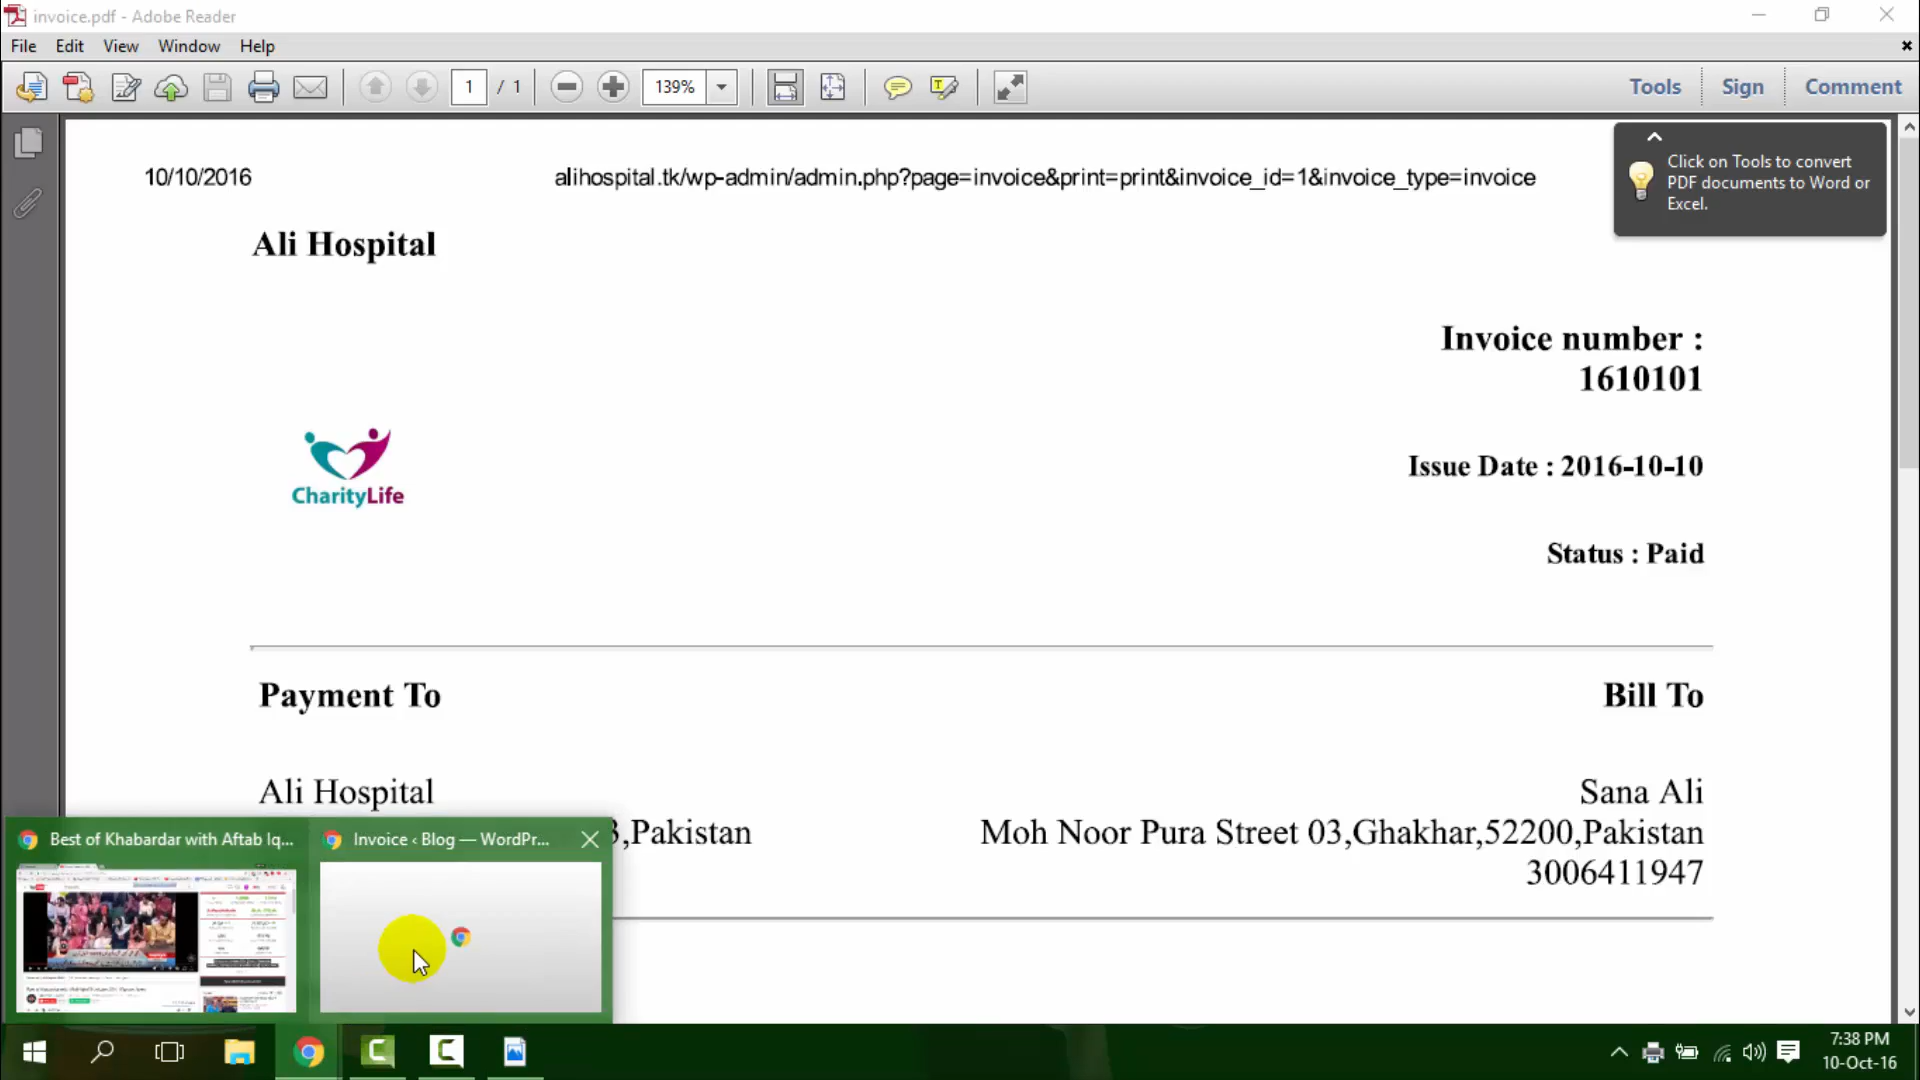 invoice.pdf - Adobe Reader
File Edit View Window Help
1 / 1 139% Tools Sign Comment
Click on Tools to convert
PDF documents to Word or
Excel.
10/10/2016 alihospital.tk/wp-admin/admin.php?page=invoice&print=print&invoice_id=1&invoice_type=invoice
Ali Hospital
Invoice number :
1610101
CharityLife
Issue Date : 2016-10-10
Status : Paid
Payment To Bill To
Ali Hospital Sana Ali
,Pakistan Moh Noor Pura Street 03,Ghakhar,52200,Pakistan
3006411947
Best of Khabardar with Aftab Iq... Invoice ‹ Blog — WordPr...
7:38 PM
10-Oct-16